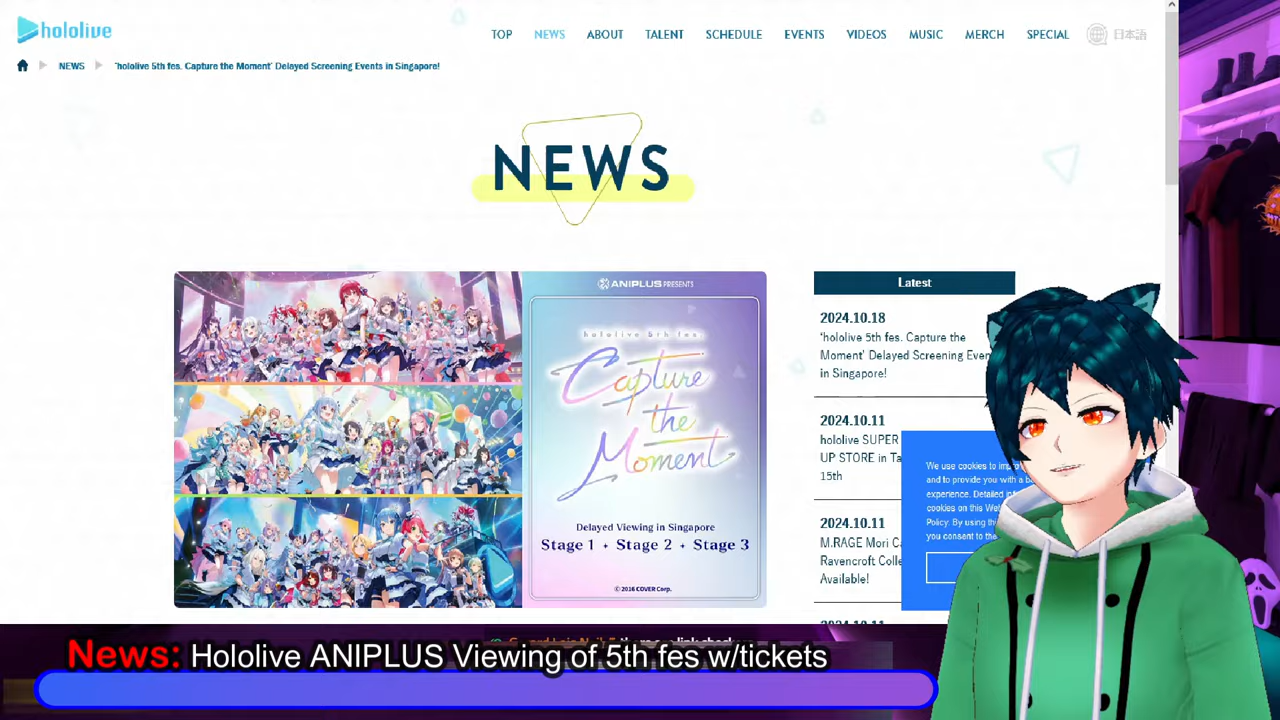 hololive
TOP NEWS ABOUT TALENT SCHEDULE EVENTS VIDEOS MUSIC MERCH SPECIAL 日本語
NEWS
'hololive 5th fes. Capture the Moment' Delayed Screening Events in Singapore!
NEWS
ANIPLUS PRESENTS
hololive 5th fes.
Capture
the
Moment
Delayed Viewing in Singapore
Stage 1 + Stage 2 + Stage 3
© 2016 COVER Corp.
Latest
2024.10.18
'hololive 5th fes. Capture the
Moment' Delayed Screening Even
in Singapore!
2024.10.11
hololive SUPER
UP STORE in Ta
15th
2024.10.11
M.RAGE Mori C
Ravencroft Colle
Available!
We use cookies to impro
and to provide you with a b
experience. Detailed inf
cookies on this Web
Policy. By using th
you consent to the
News: Hololive ANIPLUS Viewing of 5th fes w/tickets